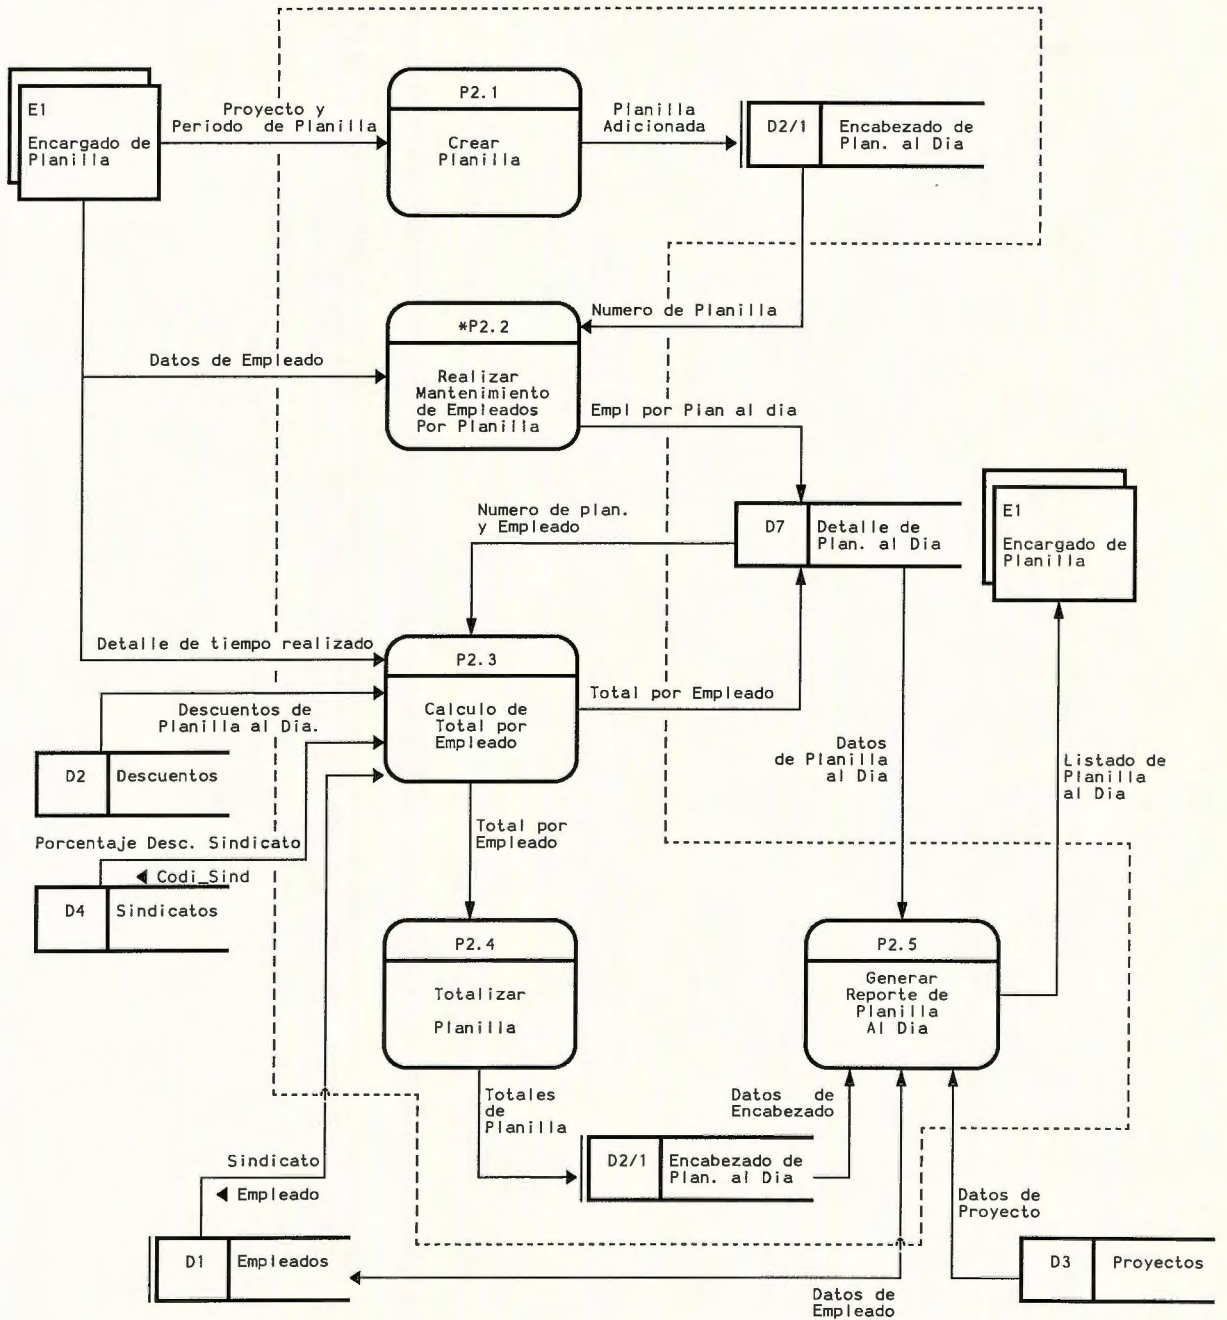 E1
Encargado de
Planilla
Proyecto y
Periodo de Planilla
P2.1
Crear
Planilla
Planilla
Adicionada
D2/1
Encabezado de
Plan. al Dia
Numero de Planilla
*P2.2
Realizar
Mantenimiento
de Empleados
Por Planilla
Datos de Empleado
Empl por Plan al dia
Numero de plan.
y Empleado
D7
Detalle de
Plan. al Dia
E1
Encargado de
Planilla
Detalle de tiempo realizado
P2.3
Calculo de
Total por
Empleado
Total por Empleado
Descuentos de
Planilla al Dia.
D2
Descuentos
Datos
de Planilla
al Dia
Listado de
Planilla
al Dia
Total por
Empleado
Porcentaje Desc. Sindicato
Codi_Sind
D4
Sindicatos
P2.4
Totalizar
Planilla
P2.5
Generar
Reporte de
Planilla
Al Dia
Totales
de
Planilla
Datos de
Encabezado
D2/1
Encabezado de
Plan. al Dia
Sindicato
Empleado
Datos de
Proyecto
D1
Empleados
D3
Proyectos
Datos de
Empleado